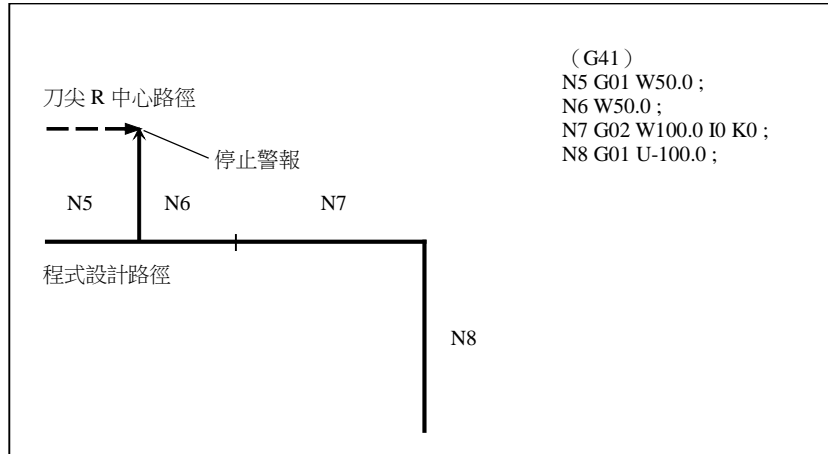 （G41）
N5 G01 W50.0 ;
N6 W50.0 ;
N7 G02 W100.0 I0 K0 ;
N8 G01 U-100.0 ;
刀尖 R 中心路徑
停止警報
N5
N6
N7
程式設計路徑
N8